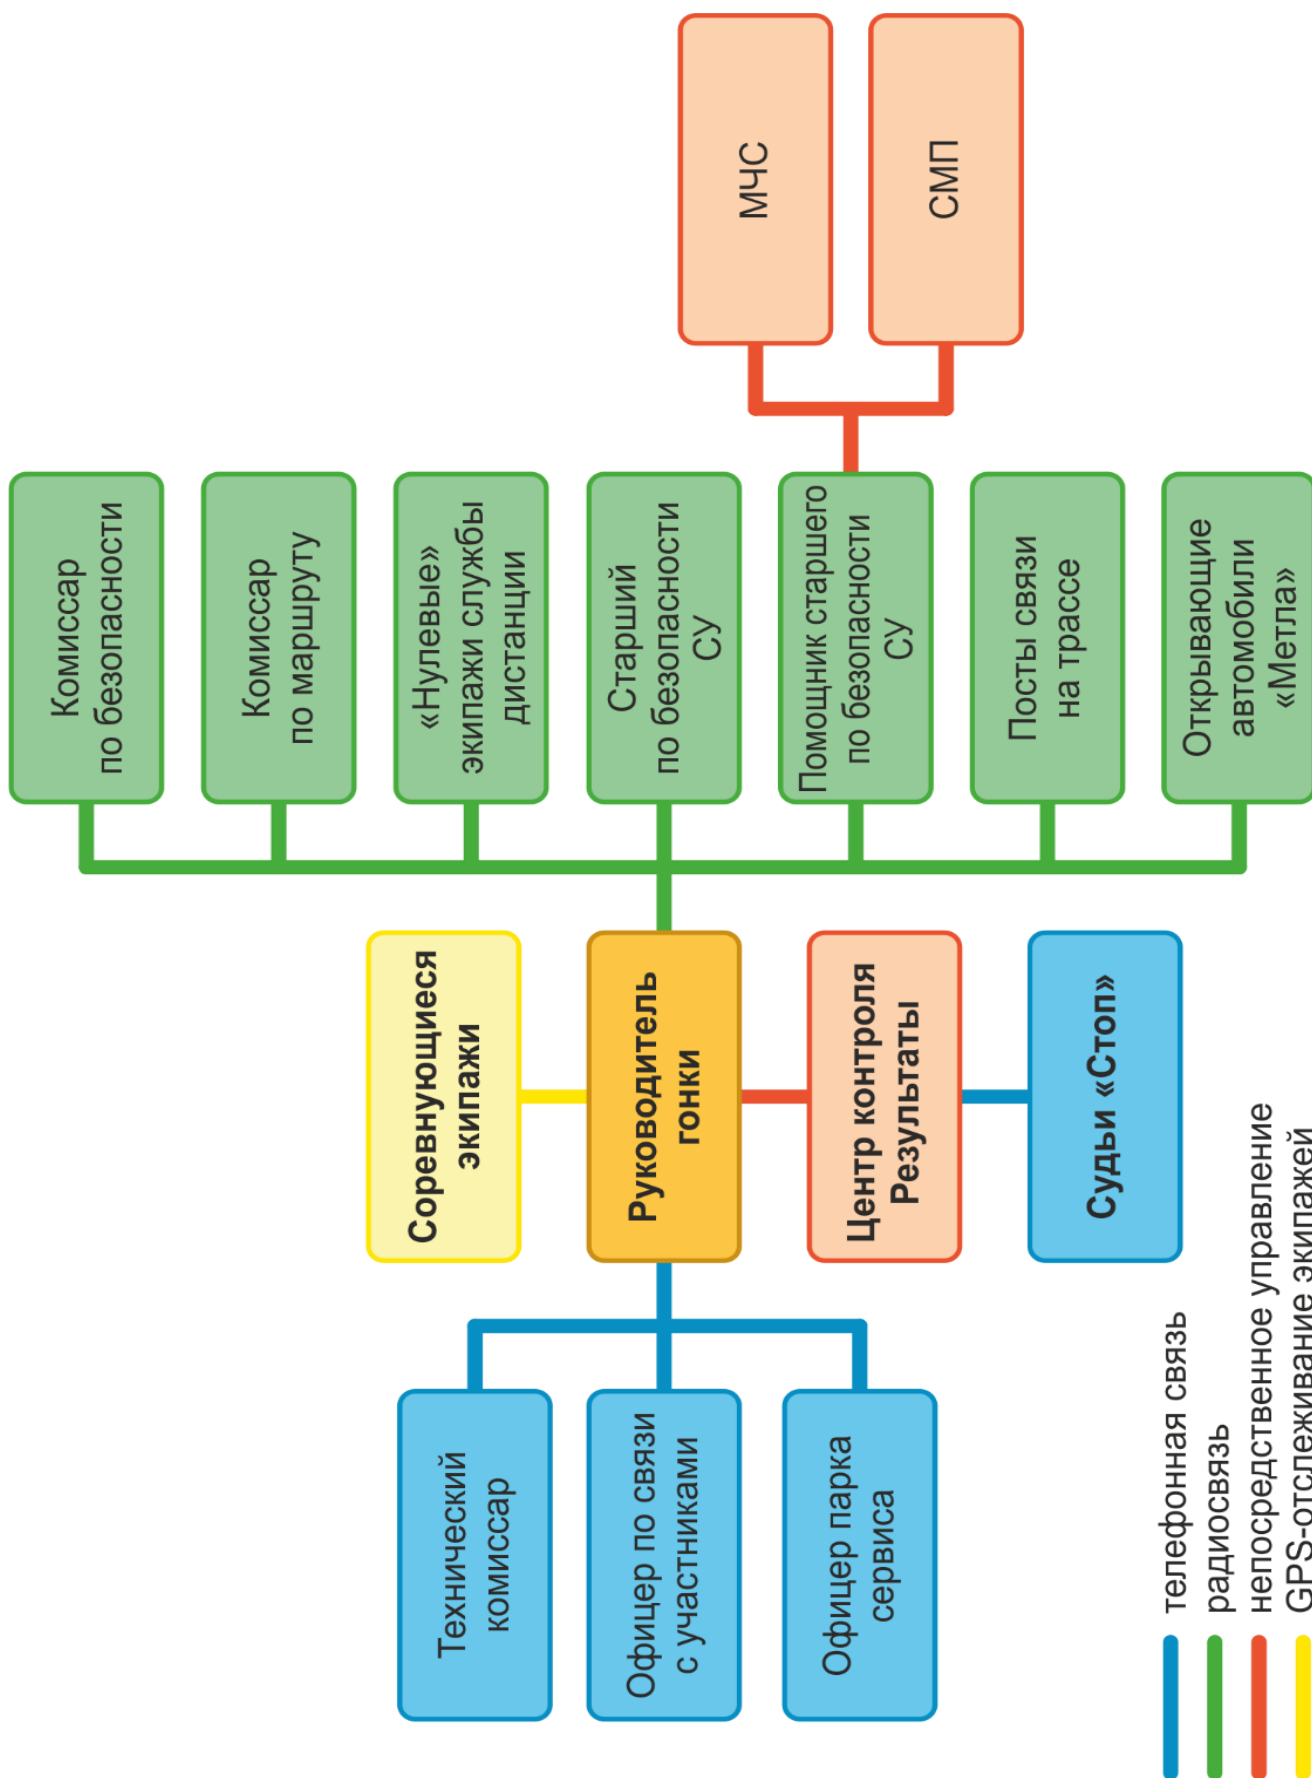 Технический
комиссар
Офицер по связи
с участниками
Офицер парка
сервиса
Соревнующиеся
экипажи
Руководитель
гонки
Центр контроля
Результаты
Судьи «Стоп»
Комиссар
по безопасности
Комиссар
по маршруту
«Нулевые»
экипажи службы
дистанции
Старший
по безопасности
СУ
Помощник старшего
по безопасности
СУ
Посты связи
на трассе
Открывающие
автомобили
«Метла»
МЧС
СМП
телефонная связь
радиосвязь
непосредственное управление
GPS-отслеживание экипажей